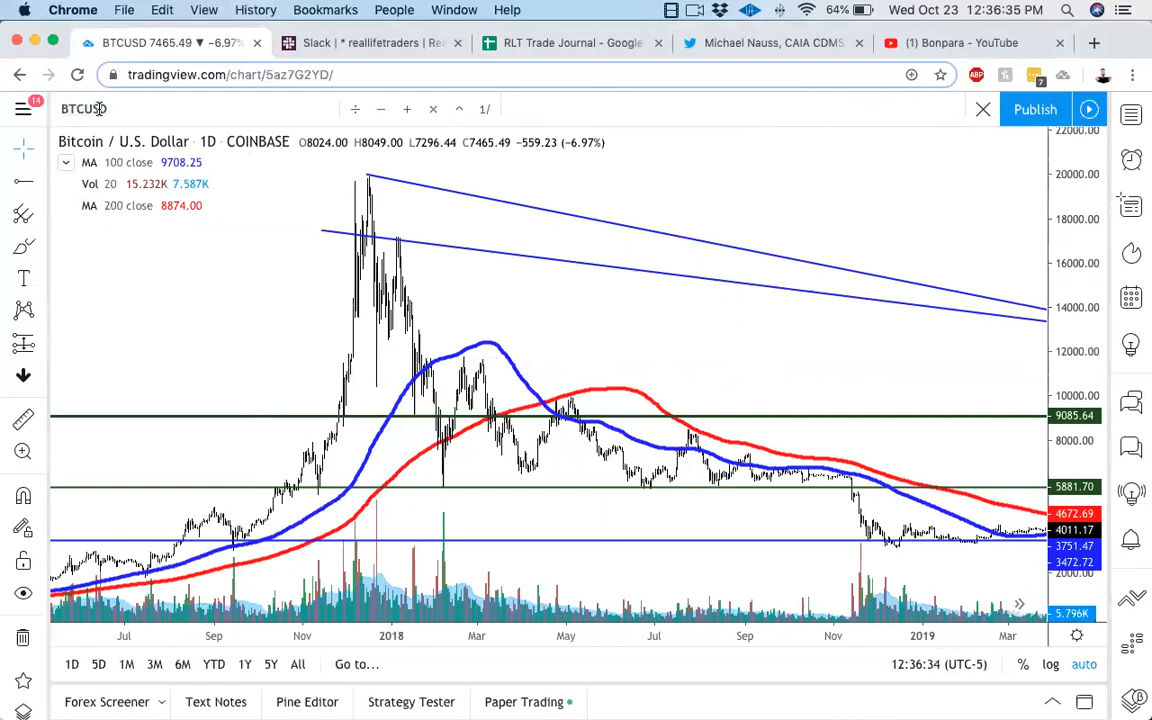 Chrome File Edit View History Bookmarks People Window Help 64% Wed Oct 23 12:36:35 PM
BTCUSD 7465.49 ▼ −6.97% Slack | * reallifetraders | Re RLT Trade Journal - Google Michael Nauss, CAIA CDMS (1) Bonpara - YouTube
tradingview.com/chart/5az7G2YD/ ABP 7
14 BTCUSD ÷ − + × 1/ Publish
Bitcoin / U.S. Dollar · 1D · COINBASE O8024.00 H8049.00 L7296.44 C7465.49 −559.23 (−6.97%)
MA 100 close 9708.25
Vol 20 15.232K 7.587K
MA 200 close 8874.00
22000.00
20000.00
18000.00
16000.00
14000.00
12000.00
10000.00
9085.64
8000.00
5881.70
4672.69
4011.17
3751.47
3472.72
2000.00
5.796K
Jul Sep Nov 2018 Mar May Jul Sep Nov 2019 Mar
1D 5D 1M 3M 6M YTD 1Y 5Y All Go to... 12:36:34 (UTC-5) % log auto
Forex Screener Text Notes Pine Editor Strategy Tester Paper Trading